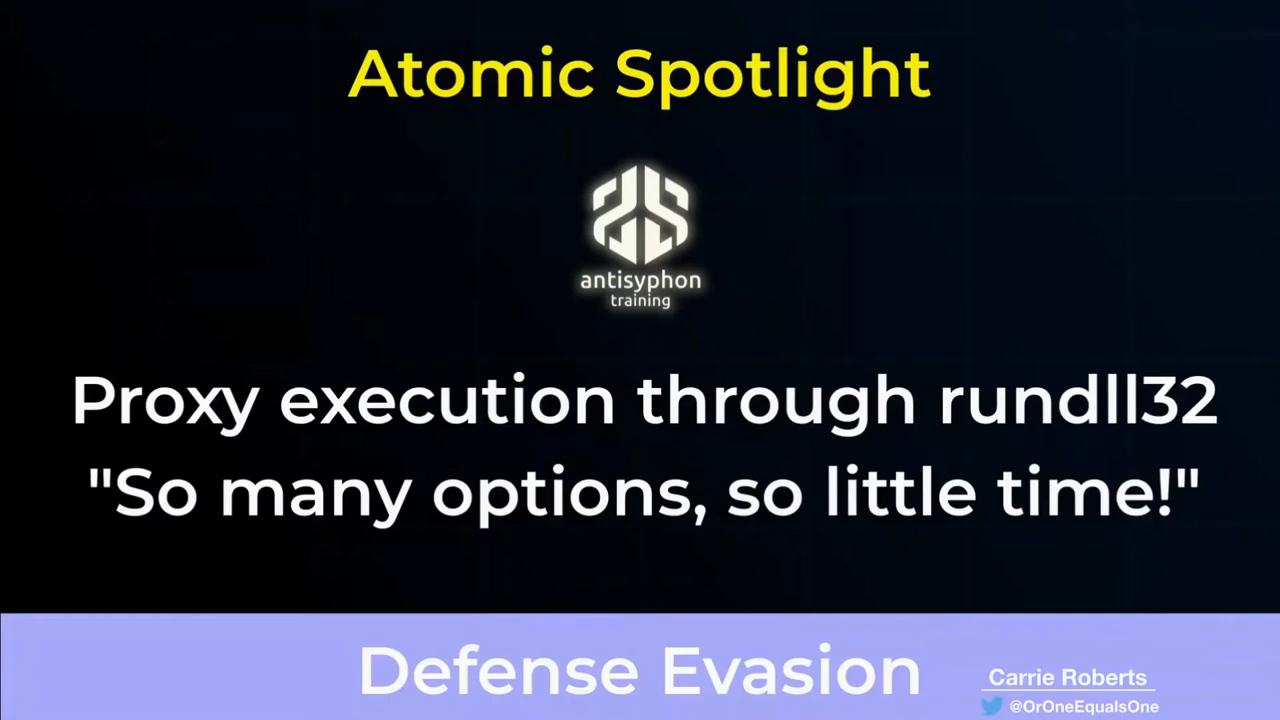 Atomic Spotlight
antisyphon
training
Proxy execution through rundll32
"So many options, so little time!"
Defense Evasion
Carrie Roberts
@OrOneEqualsOne